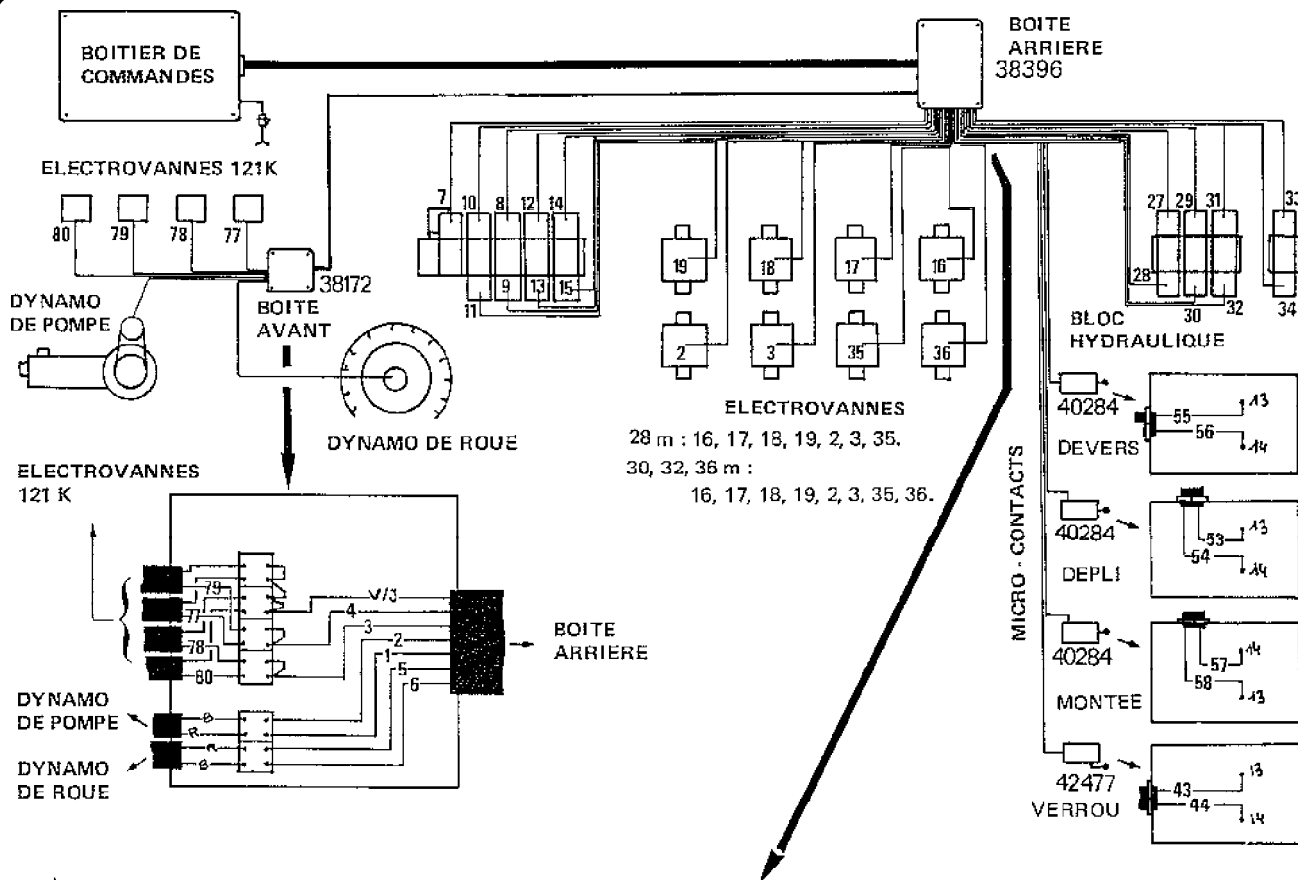 BOITIER DE
COMMANDES
BOITE
ARRIERE
38396
ELECTROVANNES 121K
80
79
78
77
38172
BOITE
AVANT
DYNAMO
DE POMPE
DYNAMO DE ROUE
7
10
8
12
14
11
9
13
15
19
18
17
16
2
3
35
36
27
29
31
33
28
30
32
34
BLOC
HYDRAULIQUE
ELECTROVANNES
28 m : 16, 17, 18, 19, 2, 3, 35.
30, 32, 36 m :
16, 17, 18, 19, 2, 3, 35, 36.
MICRO - CONTACTS
40284
DEVERS
55
56
13
14
40284
DEPLI
53
54
13
14
40284
MONTEE
57
58
14
13
42477
VERROU
43
44
13
14
ELECTROVANNES
121 K
79
77
78
80
V/3
4
3
2
1
5
6
BOITE
ARRIERE
DYNAMO
DE POMPE
B
R
DYNAMO
DE ROUE
R
B